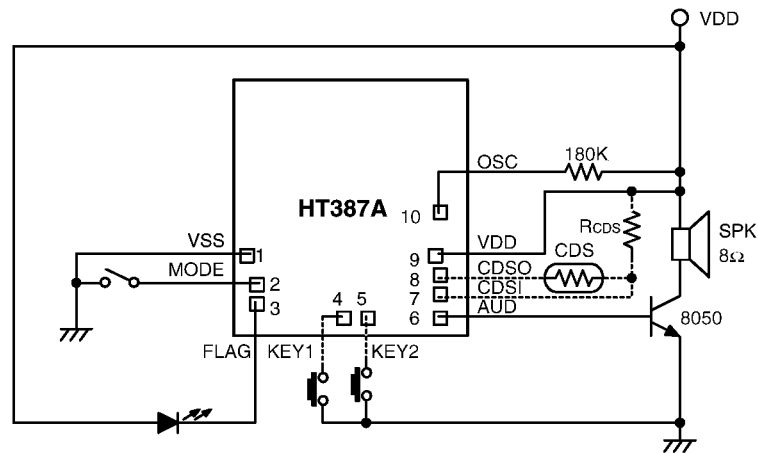 VDD
OSC
180K
HT387A
10
RCDS
SPK
8Ω
VSS
1
9
VDD
CDS
MODE
2
8
CDSO
3
4
5
7
CDSI
6
AUD
8050
FLAG
KEY1
KEY2